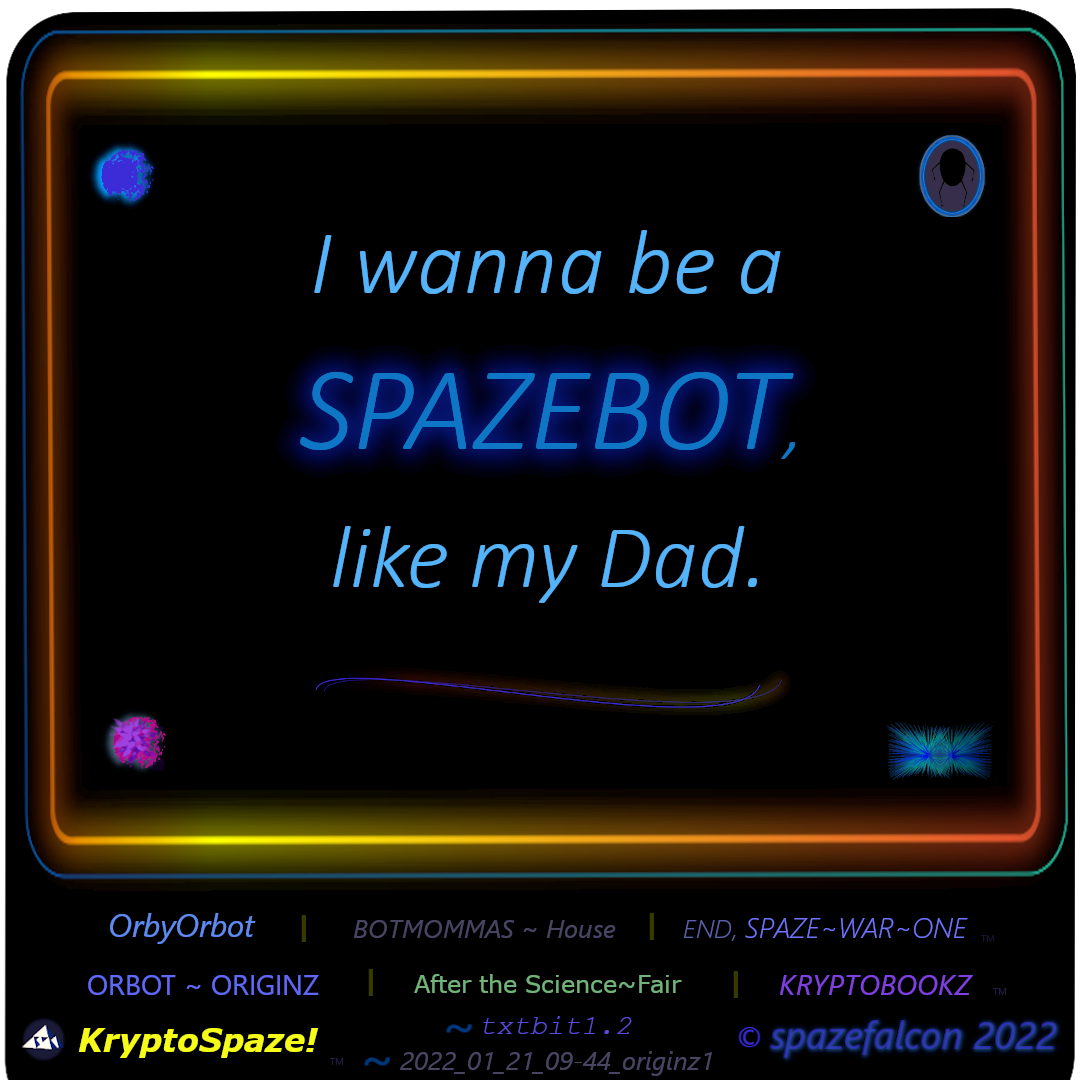 I wanna be a
SPAZEBOT,
like my Dad.
OrbyOrbot | BOTMOMMAS ~ House | END, SPAZE~WAR~ONE ™
ORBOT ~ ORIGINZ | After the Science~Fair | KRYPTOBOOKZ ™
KryptoSpaze! ™ ~ txtbit1.2 © spazefalcon 2022
~ 2022_01_21_09-44_originz1